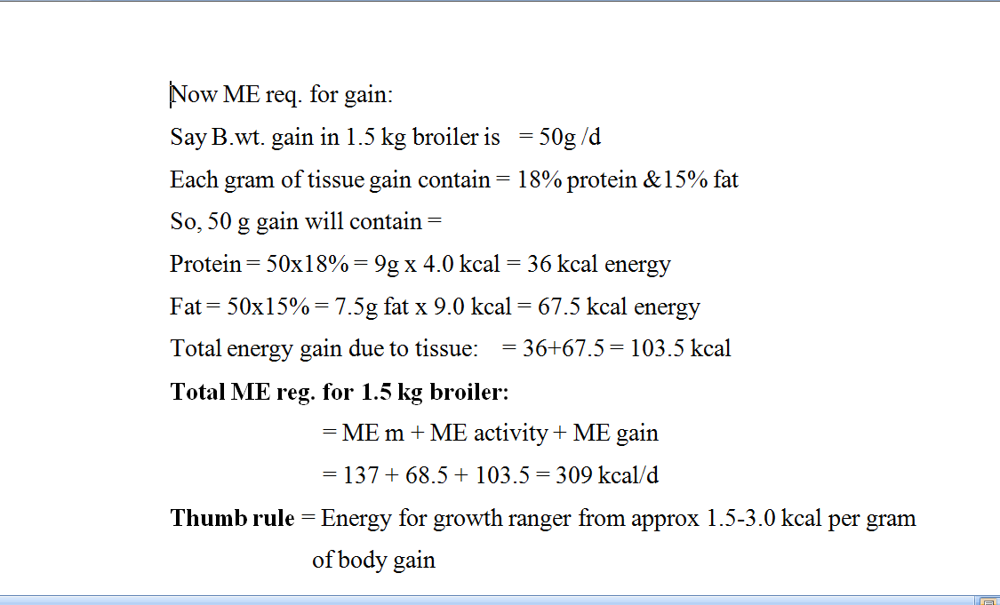 Now ME req. for gain:
Say B.wt. gain in 1.5 kg broiler is = 50g /d
Each gram of tissue gain contain = 18% protein &15% fat
So, 50 g gain will contain =
Protein = 50x18% = 9g x 4.0 kcal = 36 kcal energy
Fat = 50x15% = 7.5g fat x 9.0 kcal = 67.5 kcal energy
Total energy gain due to tissue: = 36+67.5 = 103.5 kcal
Total ME reg. for 1.5 kg broiler:
= ME m + ME activity + ME gain
= 137 + 68.5 + 103.5 = 309 kcal/d
Thumb rule = Energy for growth ranger from approx 1.5-3.0 kcal per gram
of body gain